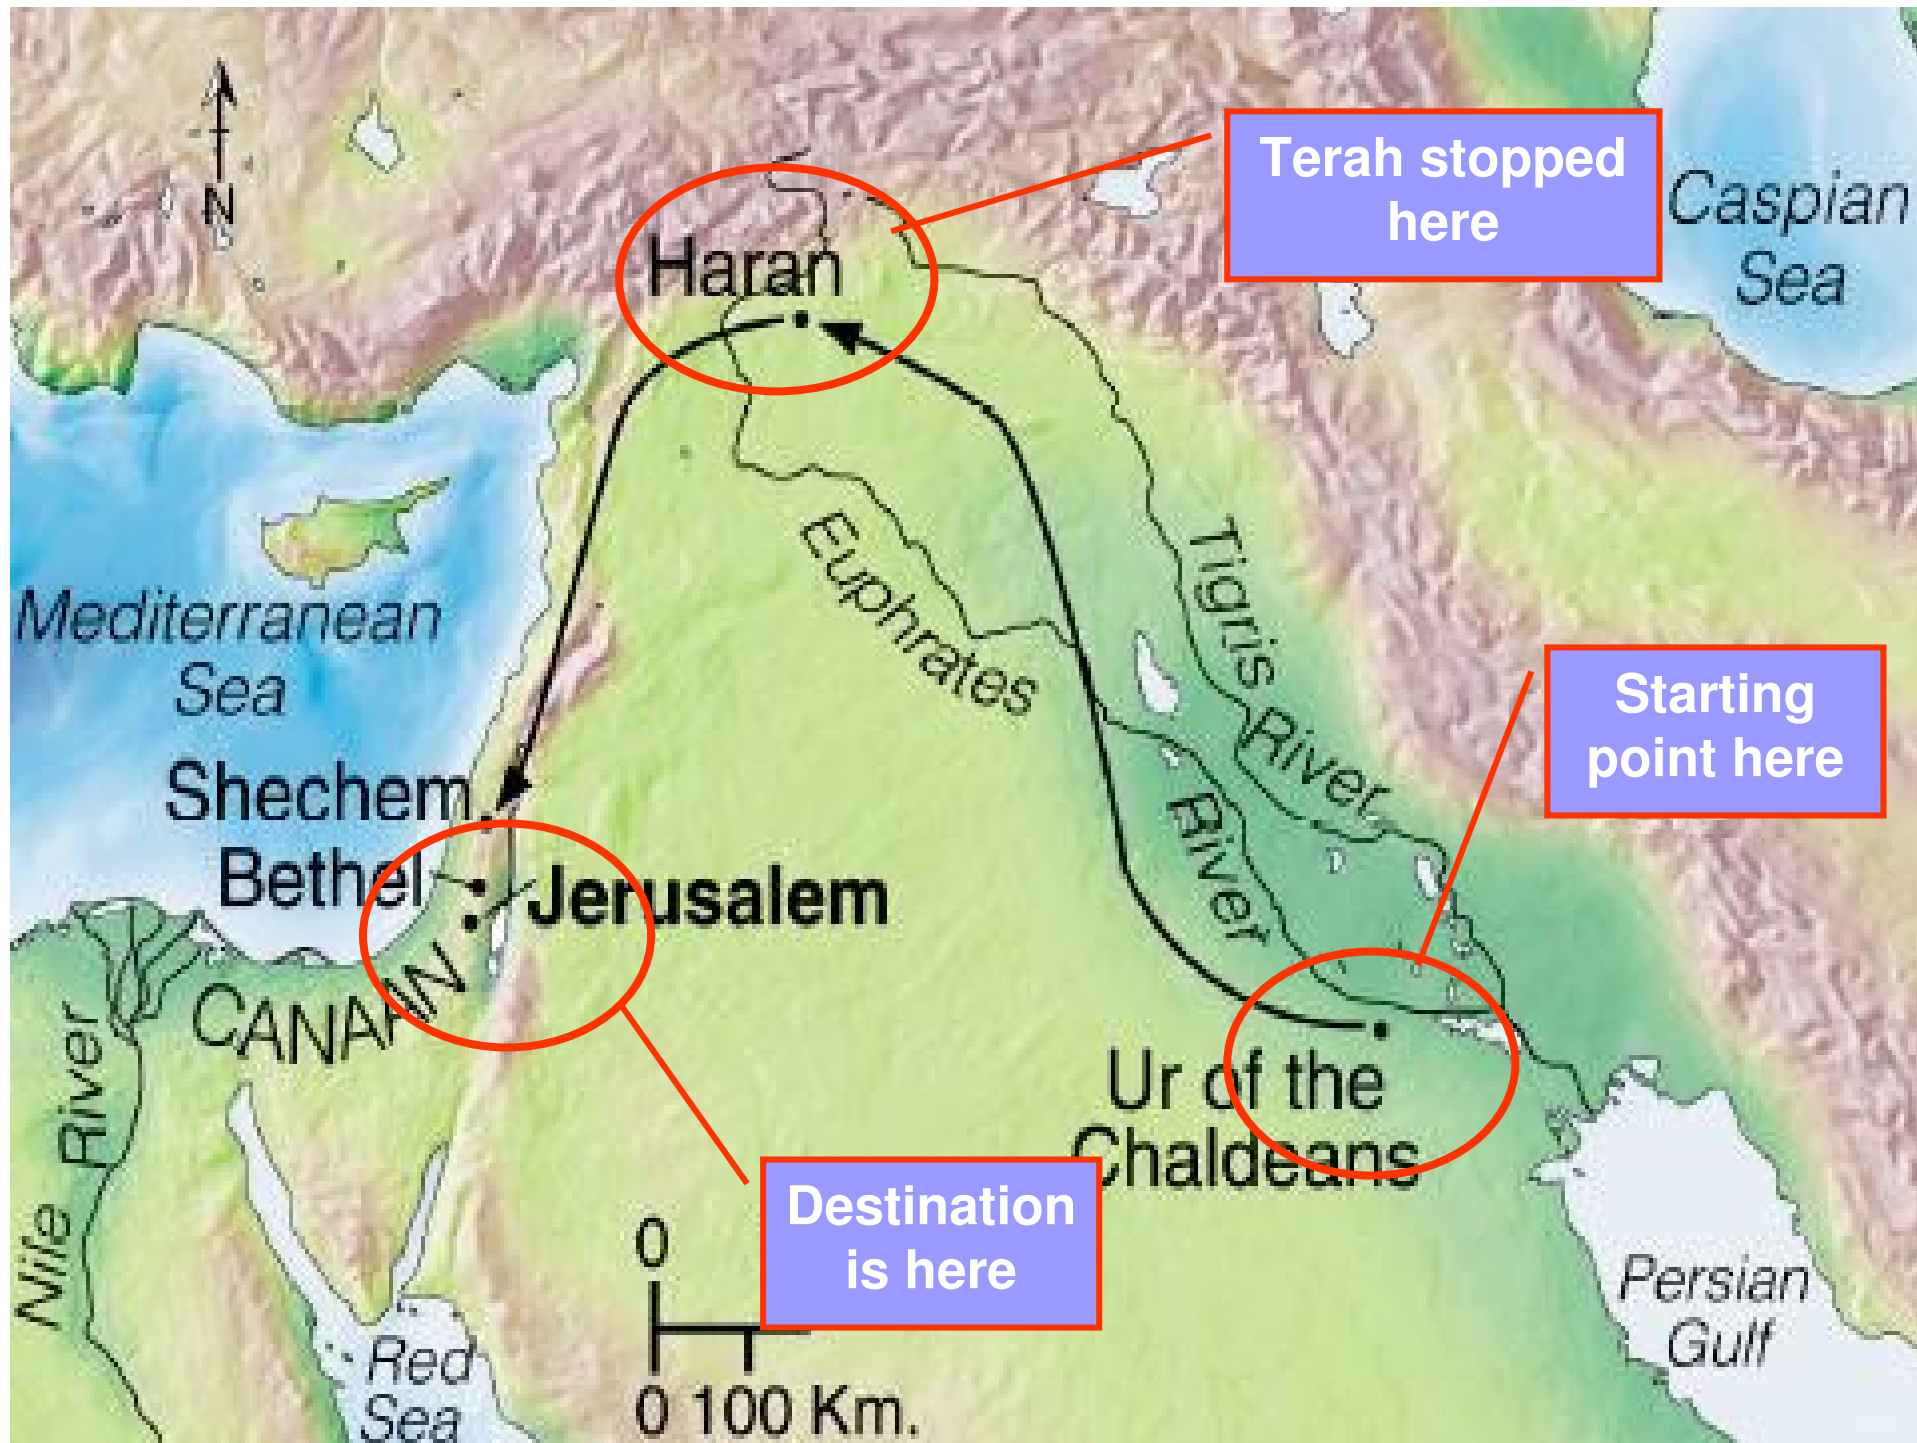 N
Terah stopped
here
Caspian
Sea
Haran
Mediterranean
Sea
Euphrates
River
Tigris
River
Starting
point here
Shechem
Bethel
Jerusalem
CANAAN
Nile River
Ur of the
Chaldeans
Destination
is here
0
0 100 Km.
Red
Sea
Persian
Gulf